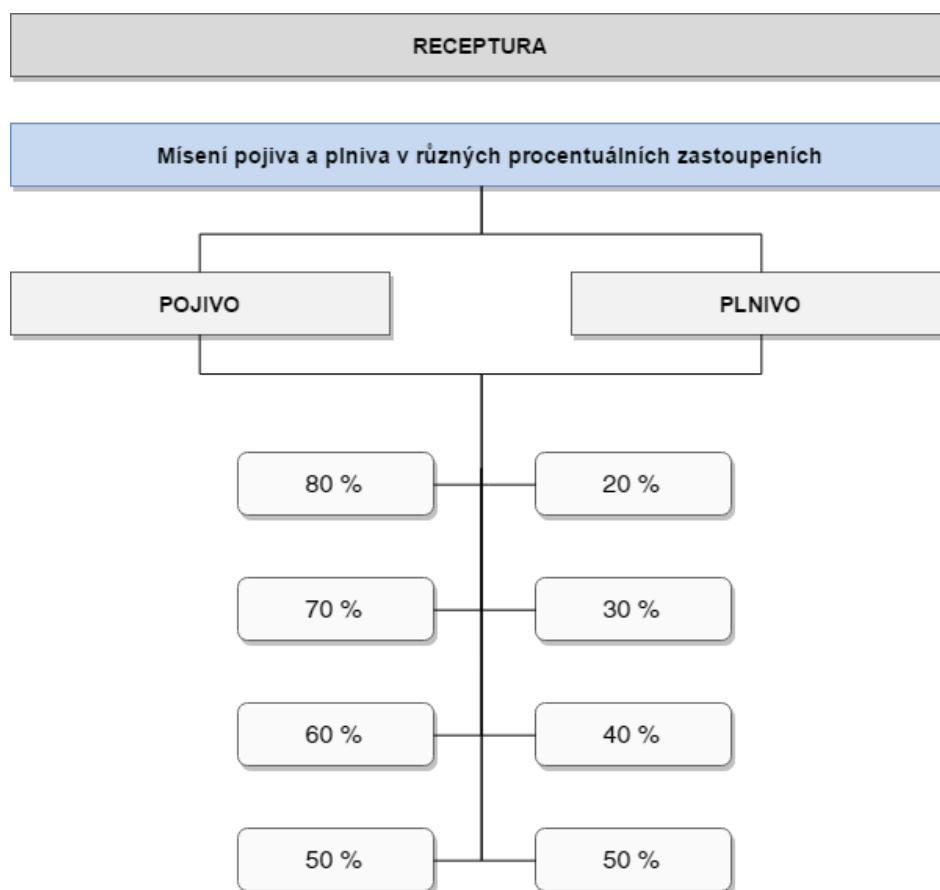 RECEPTURA
Mísení pojiva a plniva v různých procentuálních zastoupeních
POJIVO PLNIVO
80 % 20 %
70 % 30 %
60 % 40 %
50 % 50 %